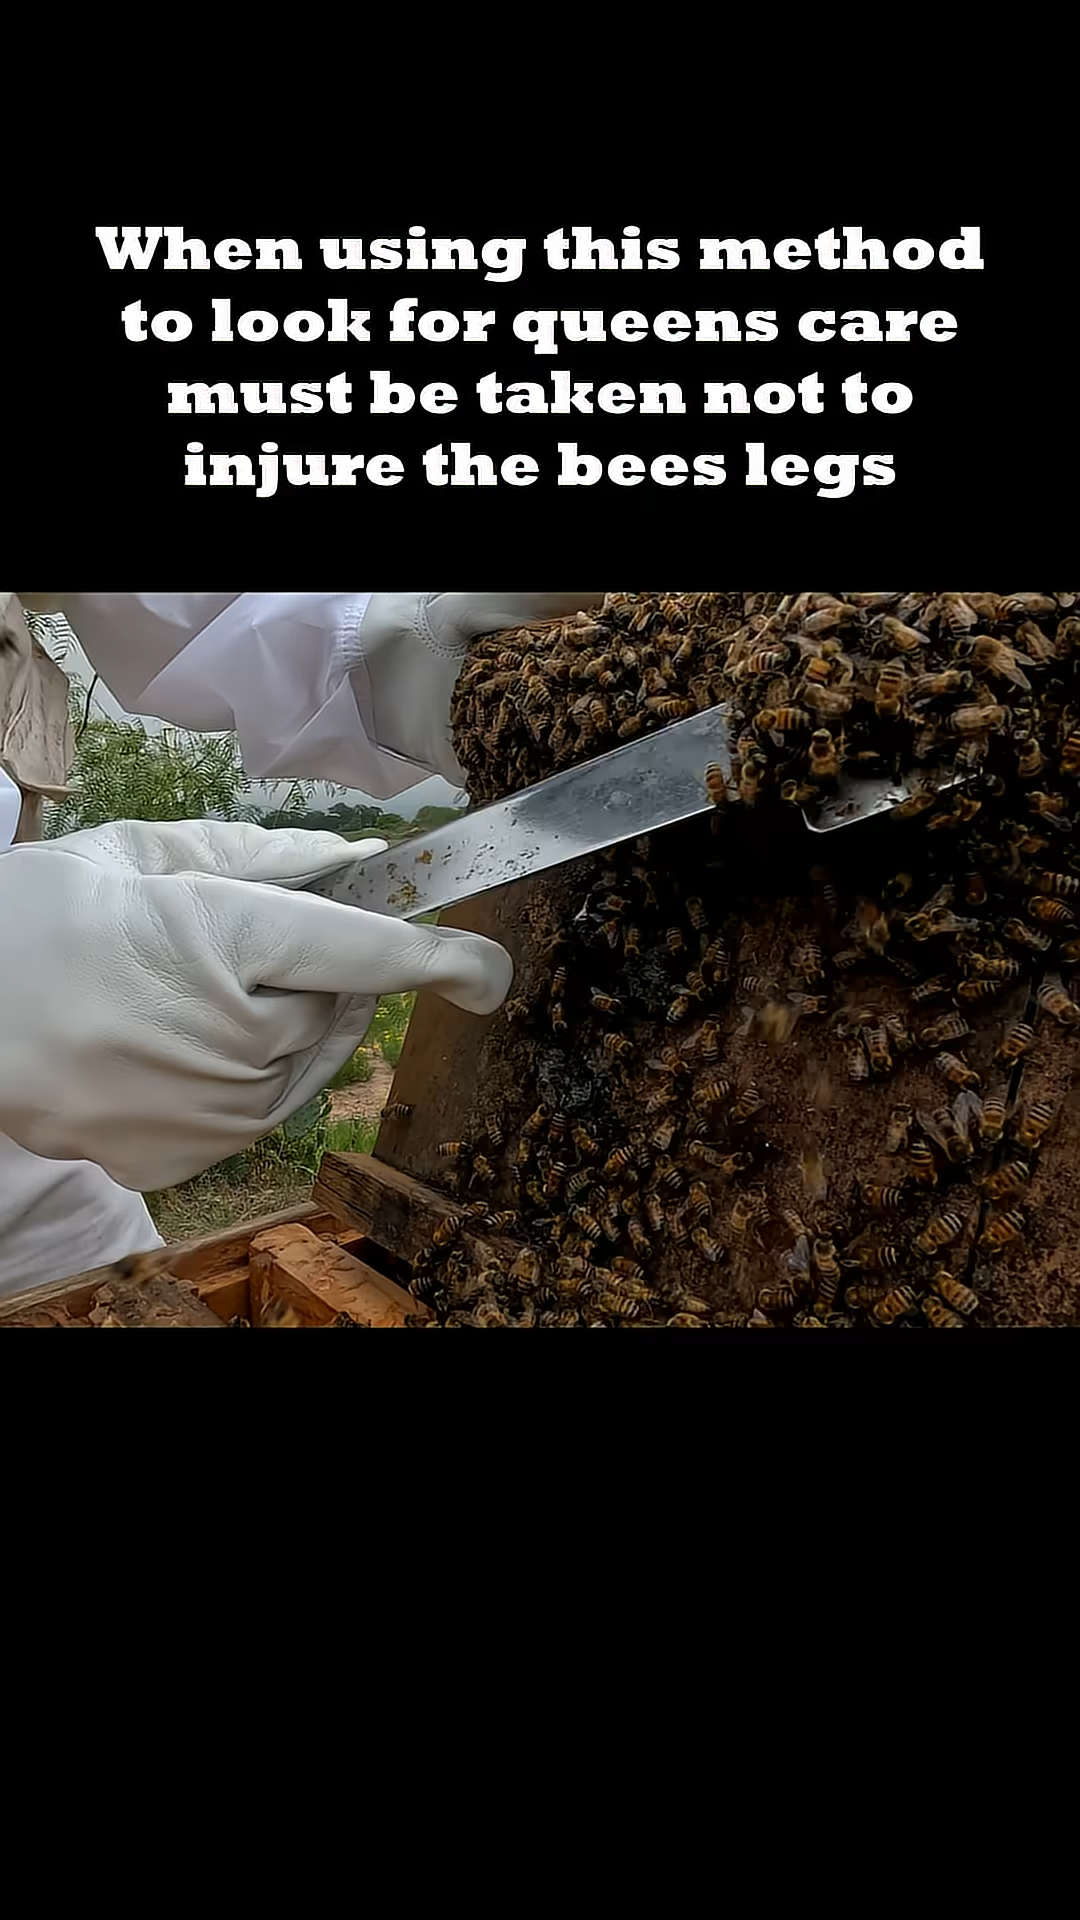 When using this method
to look for queens care
must be taken not to
injure the bees legs